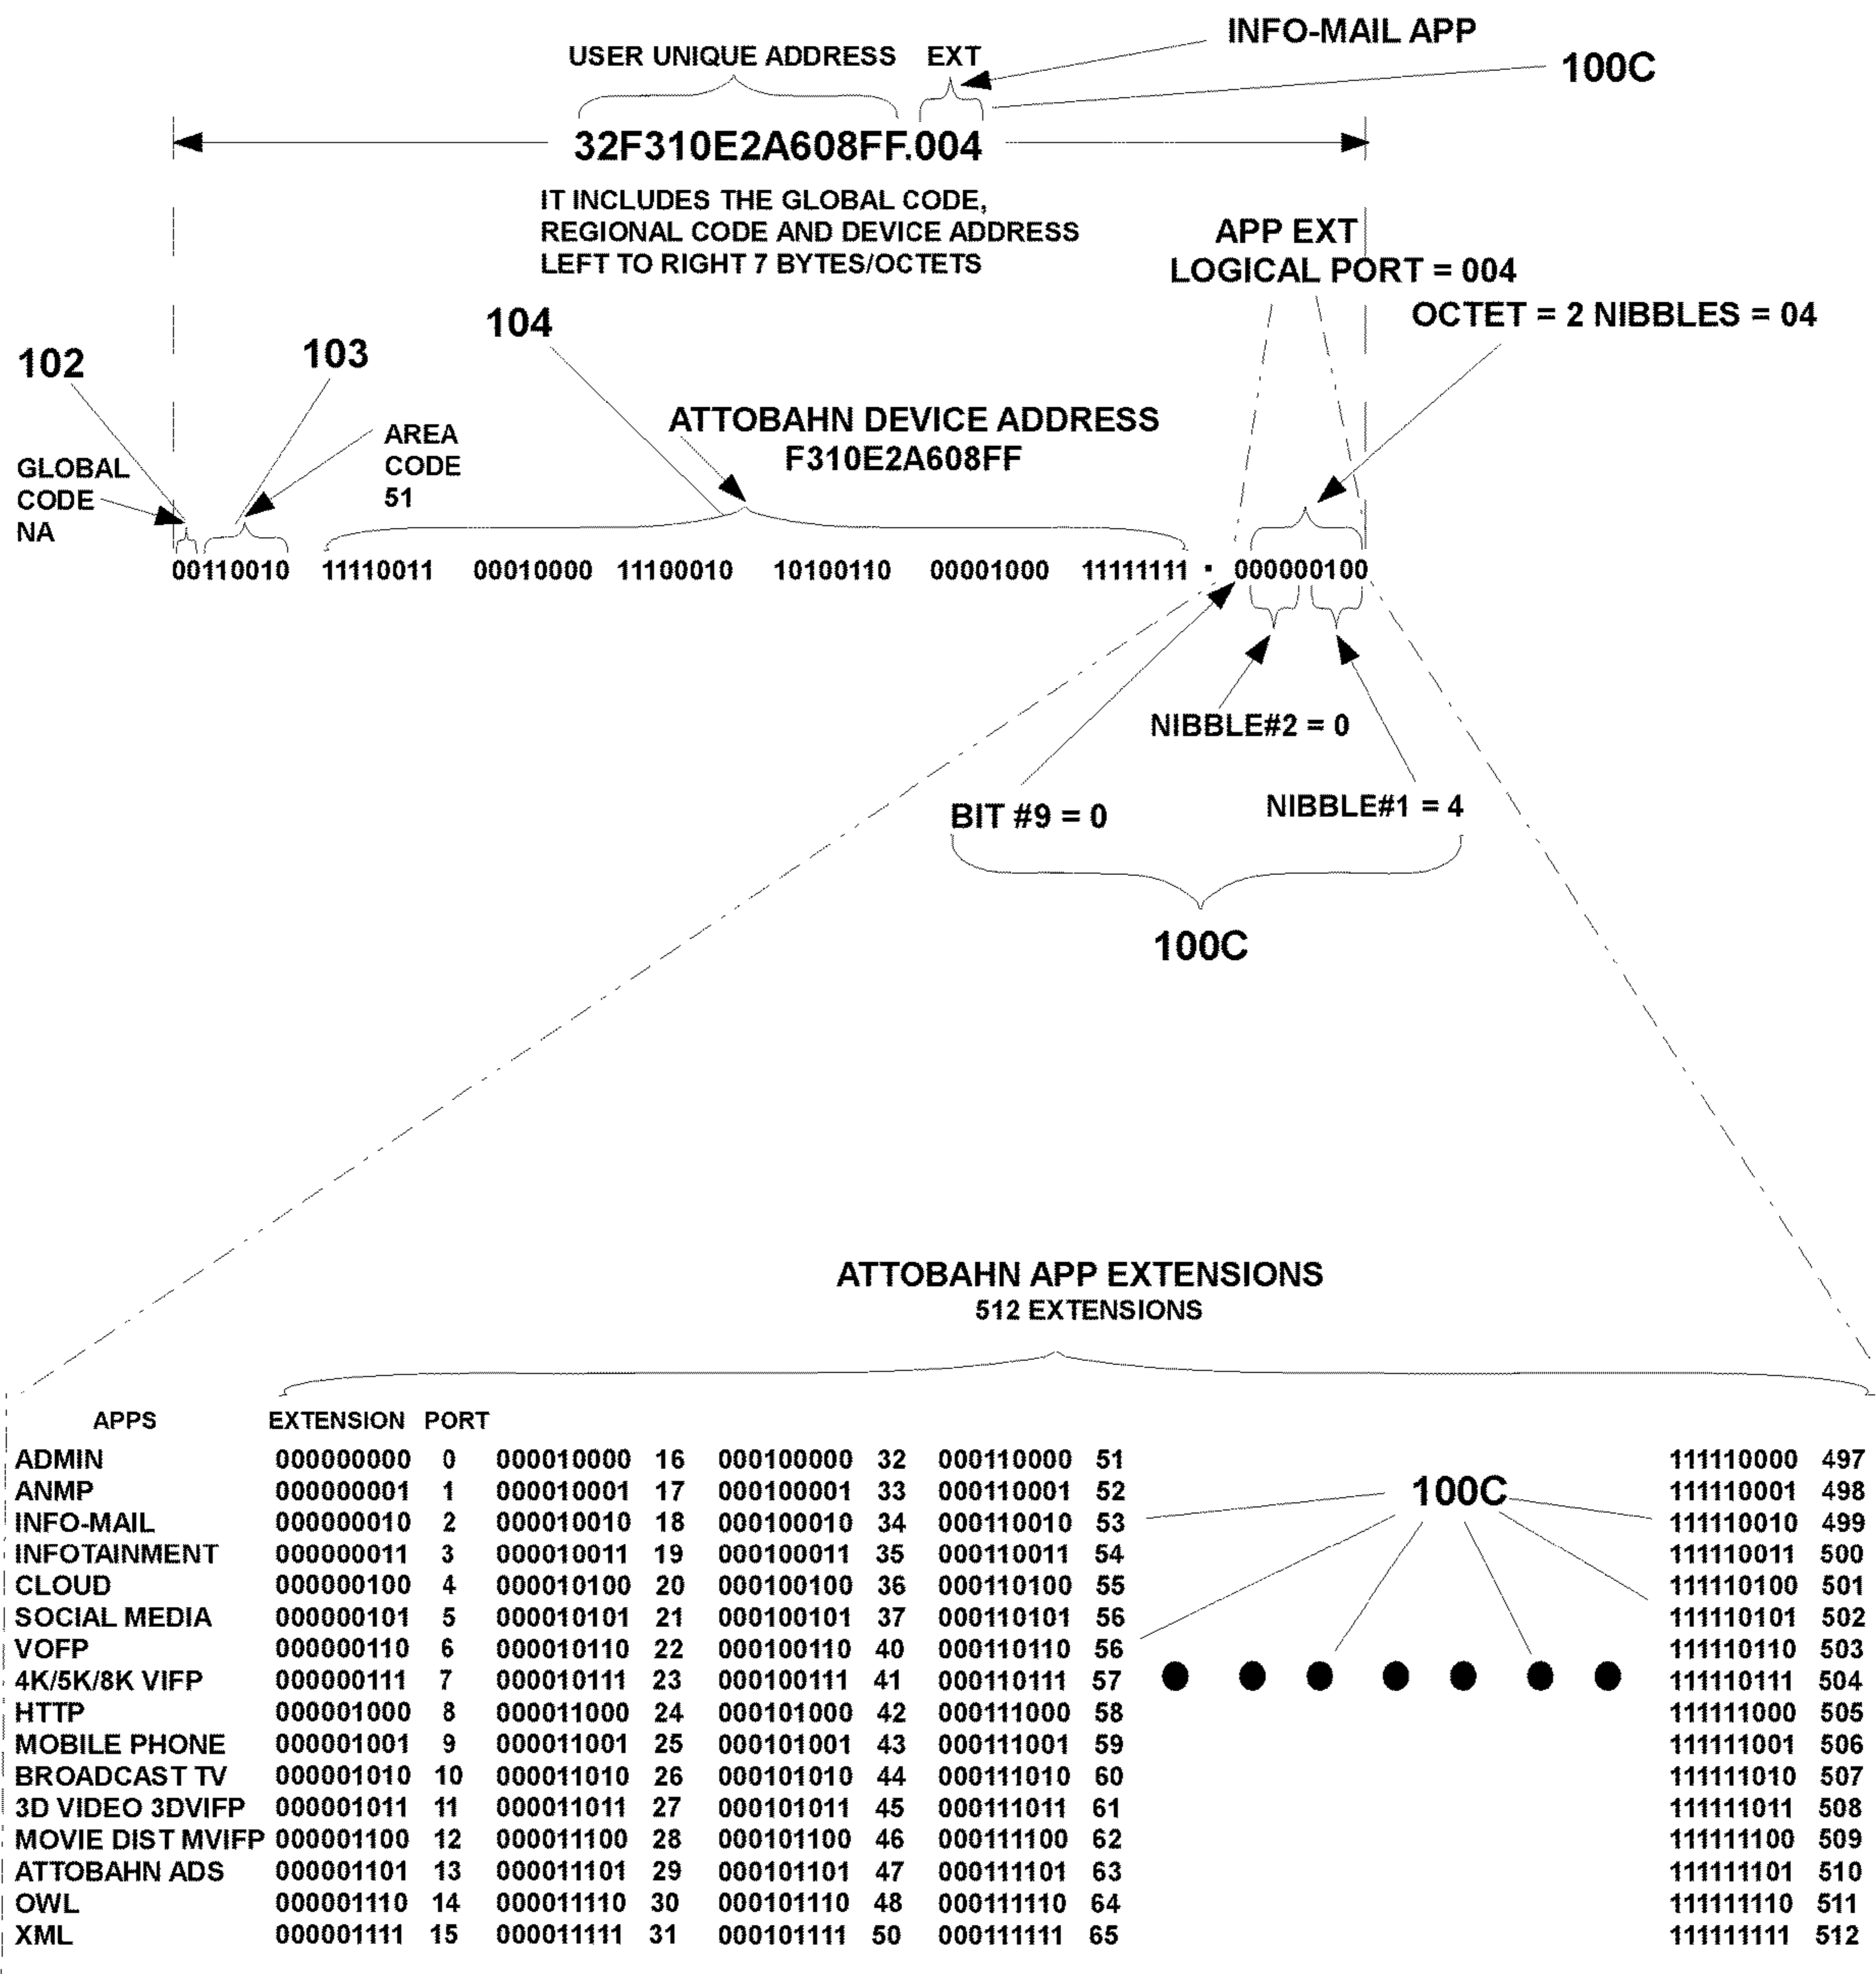 INFO-MAIL APP
USER UNIQUE ADDRESS EXT
100C
32F310E2A608FF.004
IT INCLUDES THE GLOBAL CODE,
REGIONAL CODE AND DEVICE ADDRESS
LEFT TO RIGHT 7 BYTES/OCTETS
APP EXT
LOGICAL PORT = 004
OCTET = 2 NIBBLES = 04
104
103
102
ATTOBAHN DEVICE ADDRESS
F310E2A608FF
AREA
CODE
51
GLOBAL
CODE
NA
00110010 11110011 00010000 11100010 10100110 00001000 11111111 . 000000100
NIBBLE#2 = 0
BIT #9 = 0
NIBBLE#1 = 4
100C
ATTOBAHN APP EXTENSIONS
512 EXTENSIONS
APPS EXTENSION PORT
ADMIN 000000000 0 000010000 16 000100000 32 000110000 51 111110000 497
ANMP 000000001 1 000010001 17 000100001 33 000110001 52 100C 111110001 498
INFO-MAIL 000000010 2 000010010 18 000100010 34 000110010 53 111110010 499
INFOTAINMENT 000000011 3 000010011 19 000100011 35 000110011 54 111110011 500
CLOUD 000000100 4 000010100 20 000100100 36 000110100 55 111110100 501
SOCIAL MEDIA 000000101 5 000010101 21 000100101 37 000110101 56 111110101 502
VOFP 000000110 6 000010110 22 000100110 40 000110110 56 111110110 503
4K/5K/8K VIFP 000000111 7 000010111 23 000100111 41 000110111 57 111110111 504
HTTP 000001000 8 000011000 24 000101000 42 000111000 58 111111000 505
MOBILE PHONE 000001001 9 000011001 25 000101001 43 000111001 59 111111001 506
BROADCAST TV 000001010 10 000011010 26 000101010 44 000111010 60 111111010 507
3D VIDEO 3DVIFP 000001011 11 000011011 27 000101011 45 000111011 61 111111011 508
MOVIE DIST MVIFP 000001100 12 000011100 28 000101100 46 000111100 62 111111100 509
ATTOBAHN ADS 000001101 13 000011101 29 000101101 47 000111101 63 111111101 510
OWL 000001110 14 000011110 30 000101110 48 000111110 64 111111110 511
XML 000001111 15 000011111 31 000101111 50 000111111 65 111111111 512